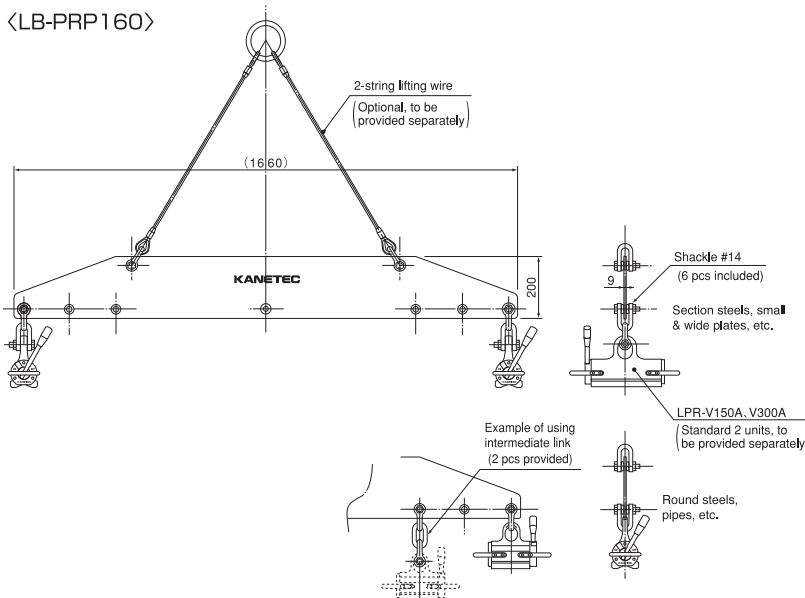 〈LB-PRP160〉
2-string lifting wire
(Optional, to be
provided separately)
(1660)
KANETEC
200
9
Shackle #14
(6 pcs included)
Section steels, small
& wide plates, etc.
LPR-V150A、V300A
(Standard 2 units, to
be provided separately
Example of using
intermediate link
(2 pcs provided)
Round steels,
pipes, etc.